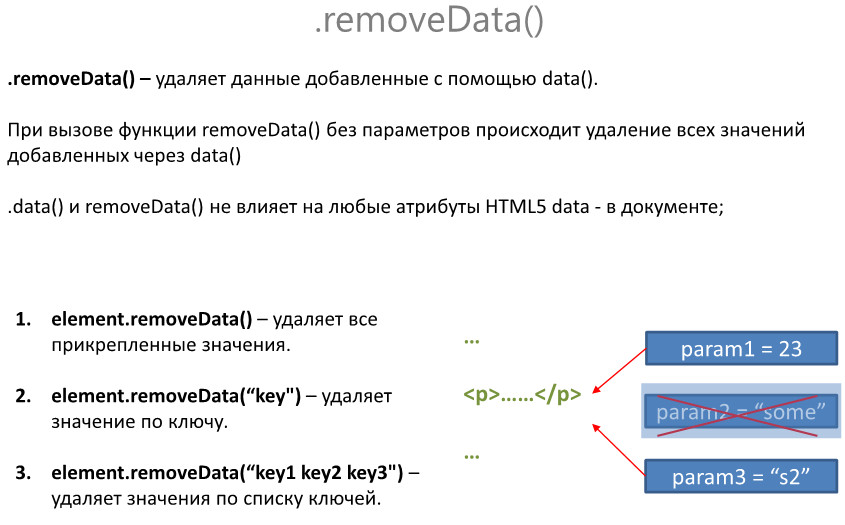 .removeData()
.removeData() – удаляет данные добавленные с помощью data().
При вызове функции removeData() без параметров происходит удаление всех значений
добавленных через data()
.data() и removeData() не влияет на любые атрибуты HTML5 data - в документе;
1. element.removeData() – удаляет все
прикрепленные значения.
2. element.removeData(“key") – удаляет
значение по ключу.
3. element.removeData(“key1 key2 key3") –
удаляет значения по списку ключей.
…
<p>……</p>
…
param1 = 23
param2 = “some”
param3 = “s2”